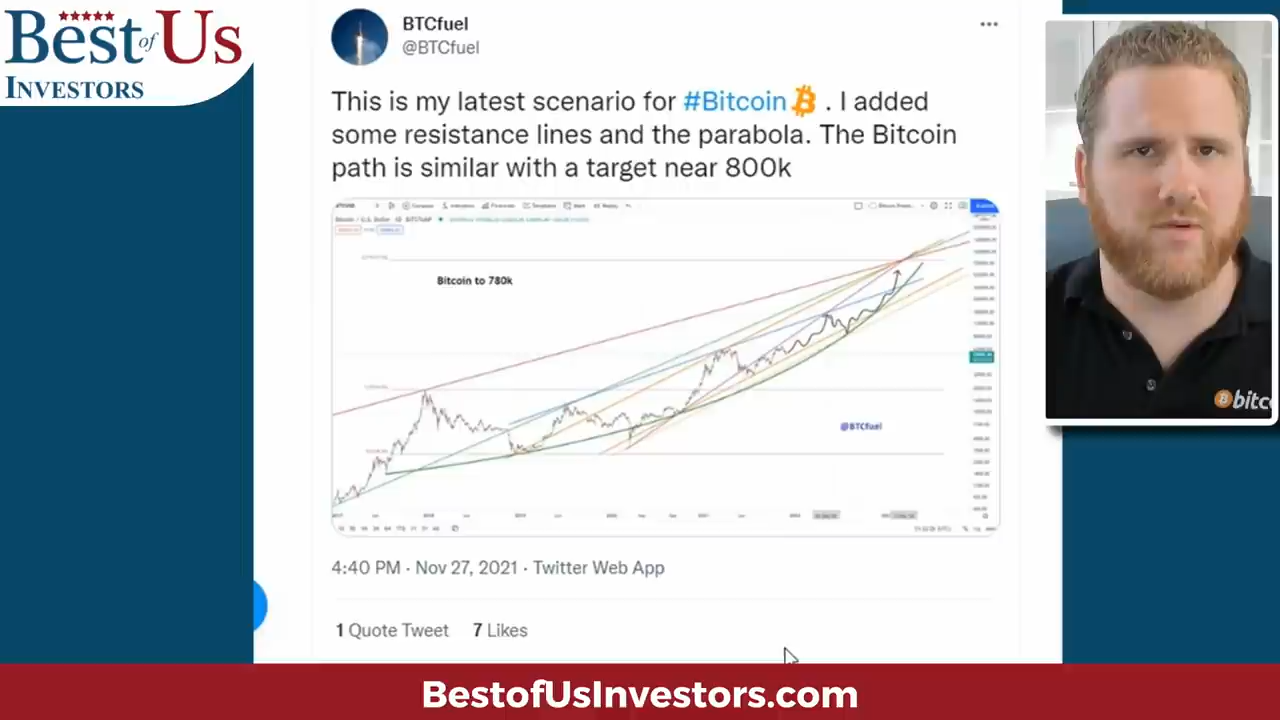 Best of Us
INVESTORS
BTCfuel
@BTCfuel
This is my latest scenario for #Bitcoin . I added
some resistance lines and the parabola. The Bitcoin
path is similar with a target near 800k
Bitcoin to 780k
@BTCfuel
4:40 PM · Nov 27, 2021 · Twitter Web App
1 Quote Tweet 7 Likes
bitc
BestofUsInvestors.com